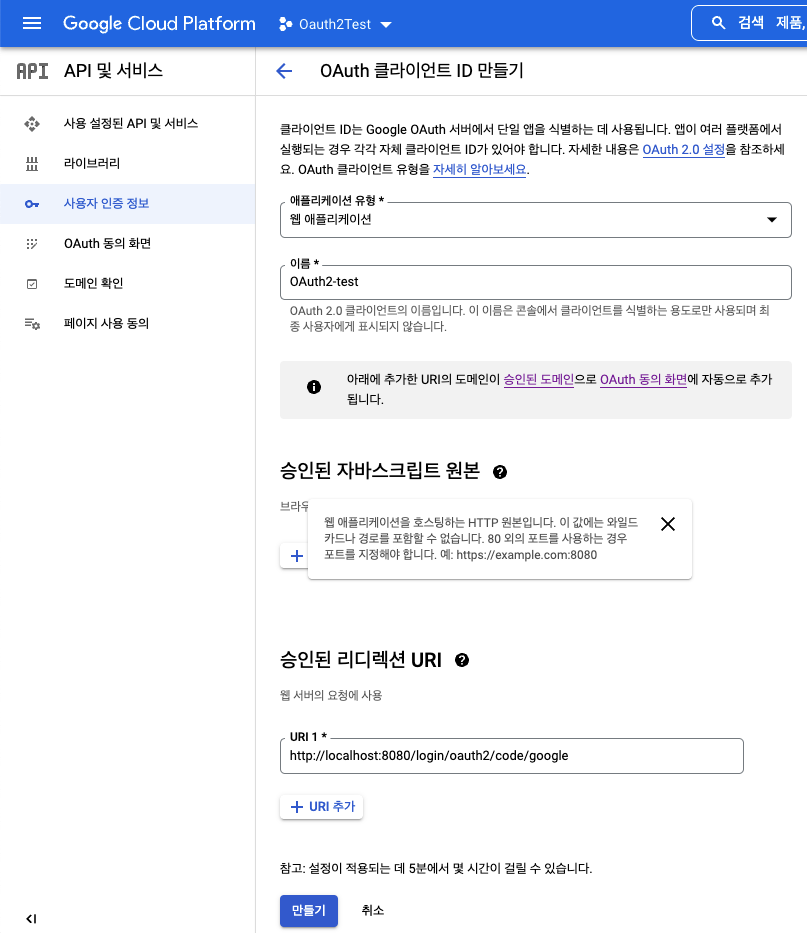 Google Cloud Platform
Oauth2Test
검색 제품,
API
API 및 서비스
OAuth 클라이언트 ID 만들기
사용 설정된 API 및 서비스
라이브러리
사용자 인증 정보
OAuth 동의 화면
도메인 확인
페이지 사용 동의
클라이언트 ID는 Google OAuth 서버에서 단일 앱을 식별하는 데 사용됩니다. 앱이 여러 플랫폼에서
실행되는 경우 각각 자체 클라이언트 ID가 있어야 합니다. 자세한 내용은 OAuth 2.0 설정을 참조하세
요. OAuth 클라이언트 유형을 자세히 알아보세요.
애플리케이션 유형 *
웹 애플리케이션
이름 *
OAuth2-test
OAuth 2.0 클라이언트의 이름입니다. 이 이름은 콘솔에서 클라이언트를 식별하는 용도로만 사용되며 최
종 사용자에게 표시되지 않습니다.
아래에 추가한 URI의 도메인이 승인된 도메인으로 OAuth 동의 화면에 자동으로 추가
됩니다.
승인된 자바스크립트 원본
브라우
웹 애플리케이션을 호스팅하는 HTTP 원본입니다. 이 값에는 와일드
카드나 경로를 포함할 수 없습니다. 80 외의 포트를 사용하는 경우
포트를 지정해야 합니다. 예: https://example.com:8080
승인된 리디렉션 URI
웹 서버의 요청에 사용
URI 1 *
http://localhost:8080/login/oauth2/code/google
+ URI 추가
참고: 설정이 적용되는 데 5분에서 몇 시간이 걸릴 수 있습니다.
만들기
취소